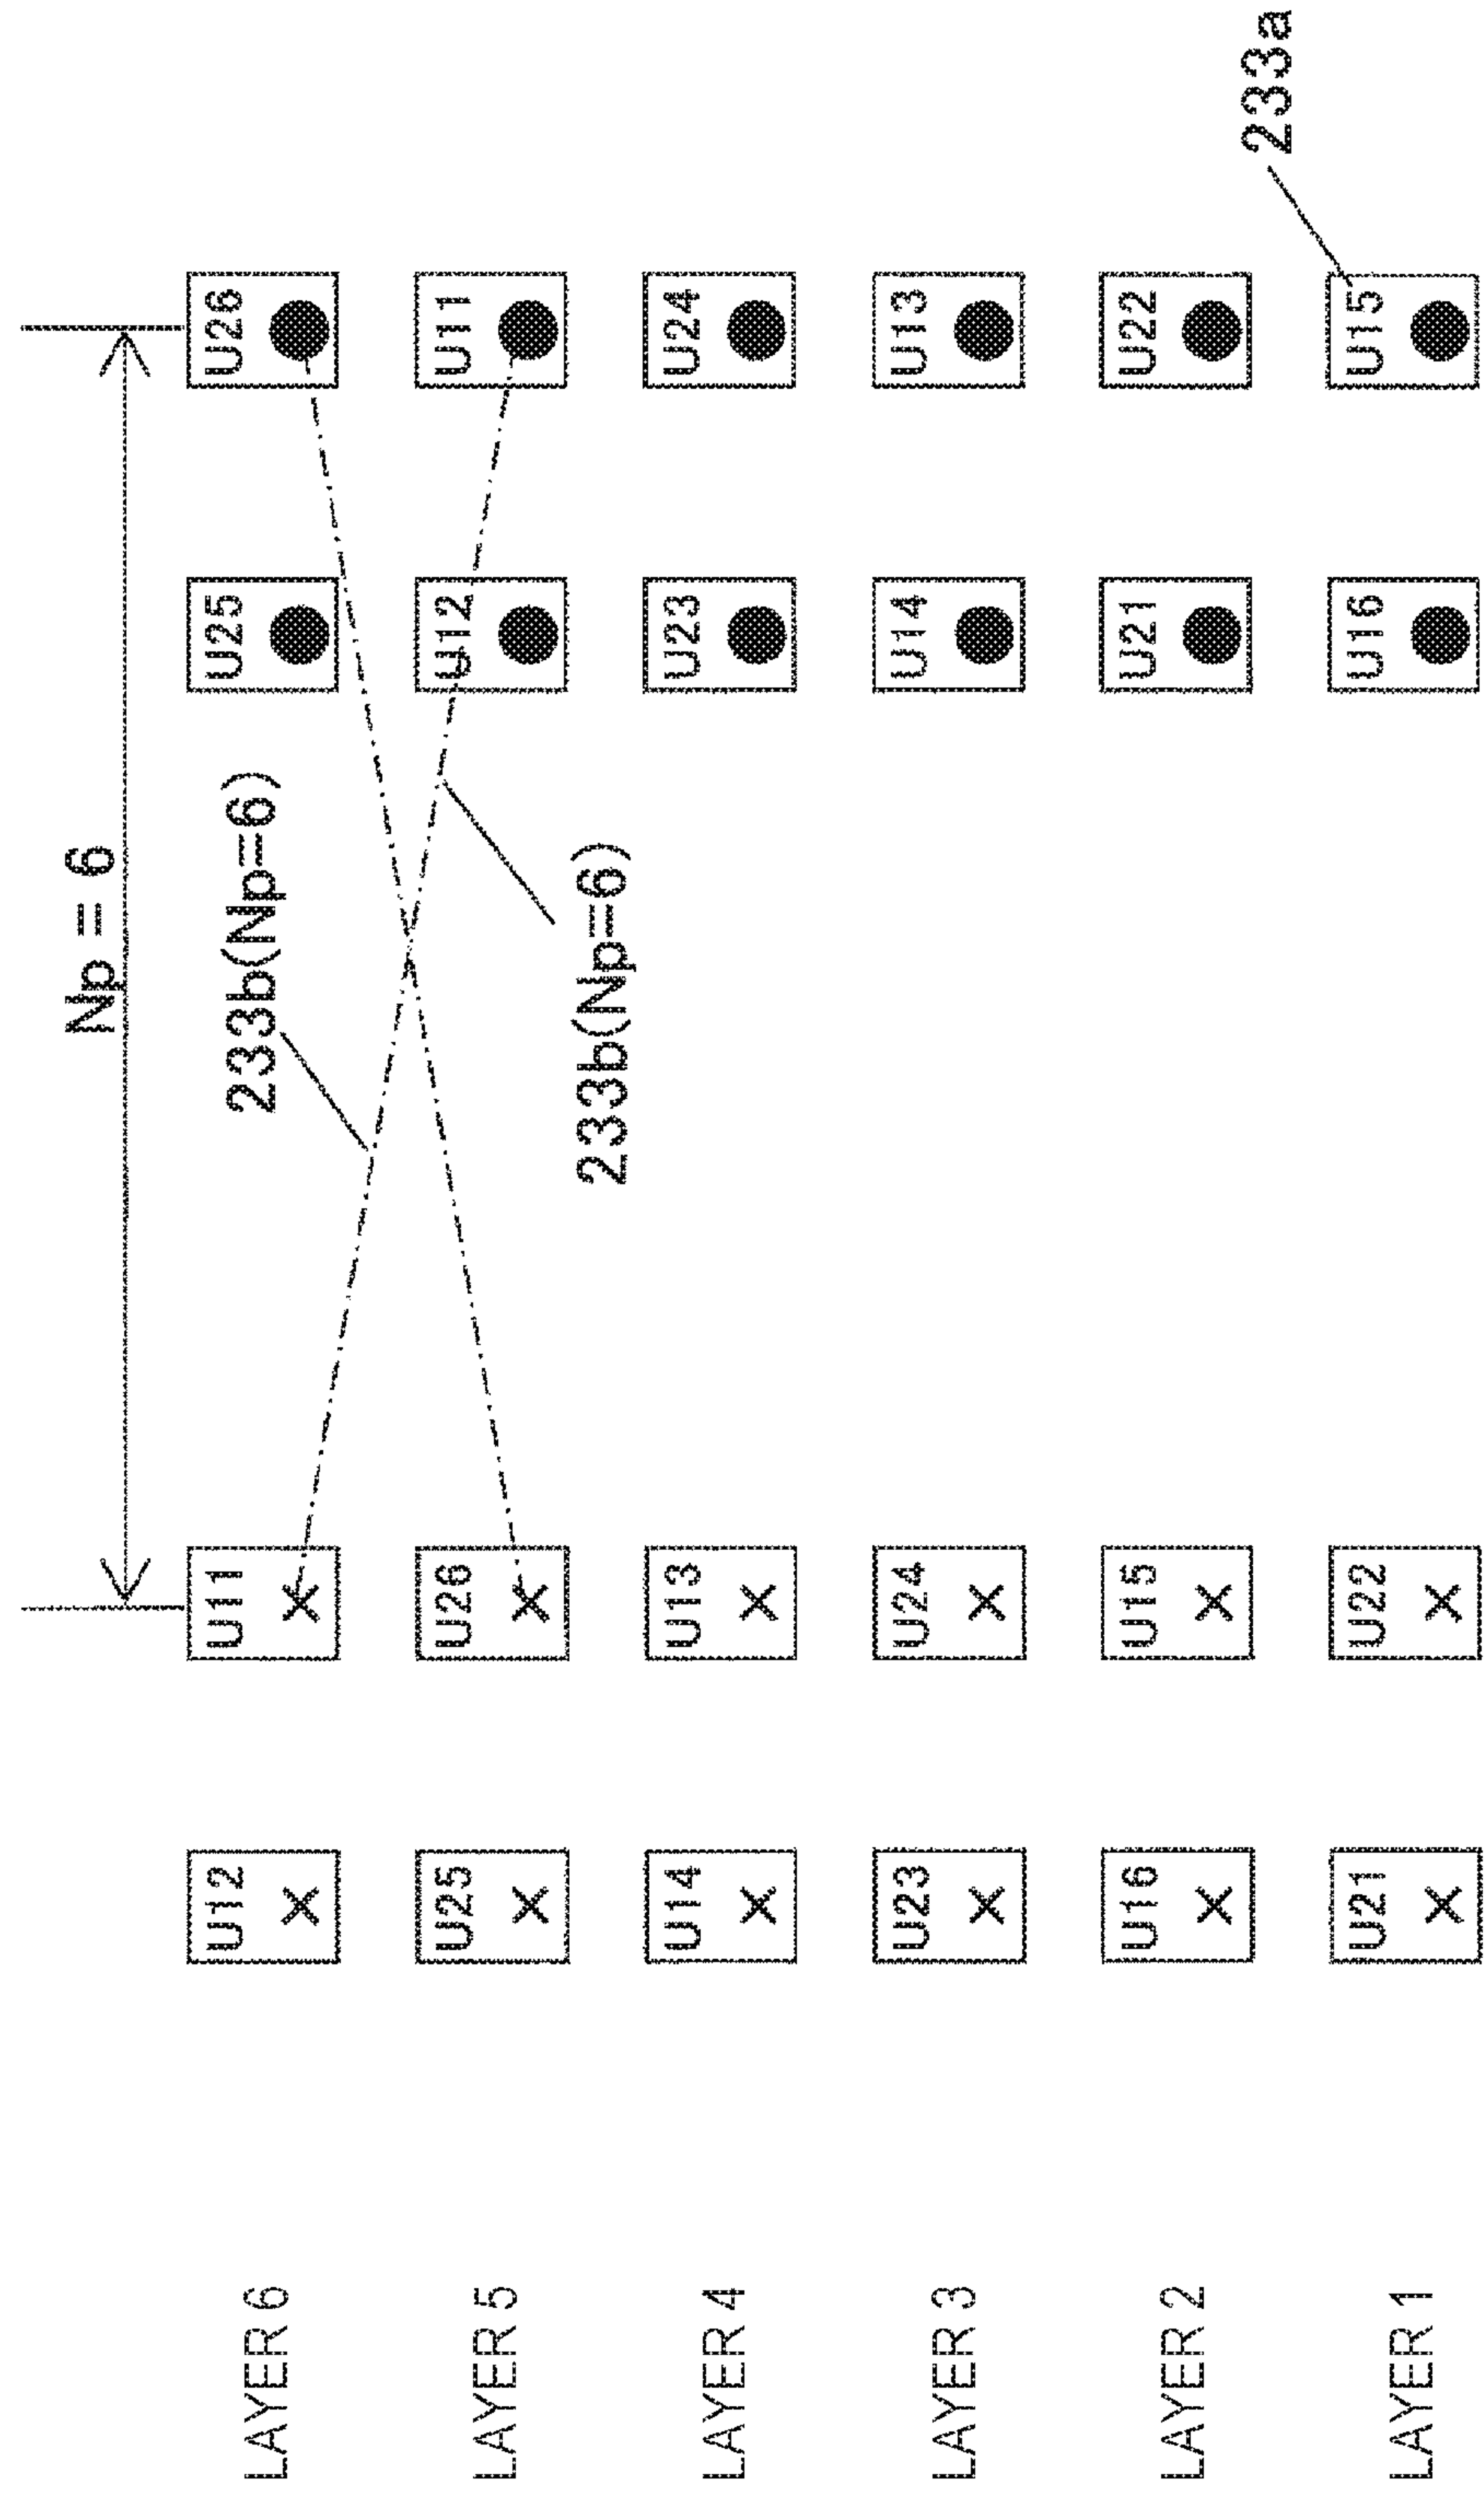 Np = 6
LAYER 6 U12 U11 U25 U26
233b(Np=6)
LAYER 5 U25 U26 U12 U11
233b(Np=6)
LAYER 4 U14 U13 U23 U24
LAYER 3 U23 U24 U14 U13
LAYER 2 U16 U15 U21 U22
233a
LAYER 1 U21 U22 U16 U15